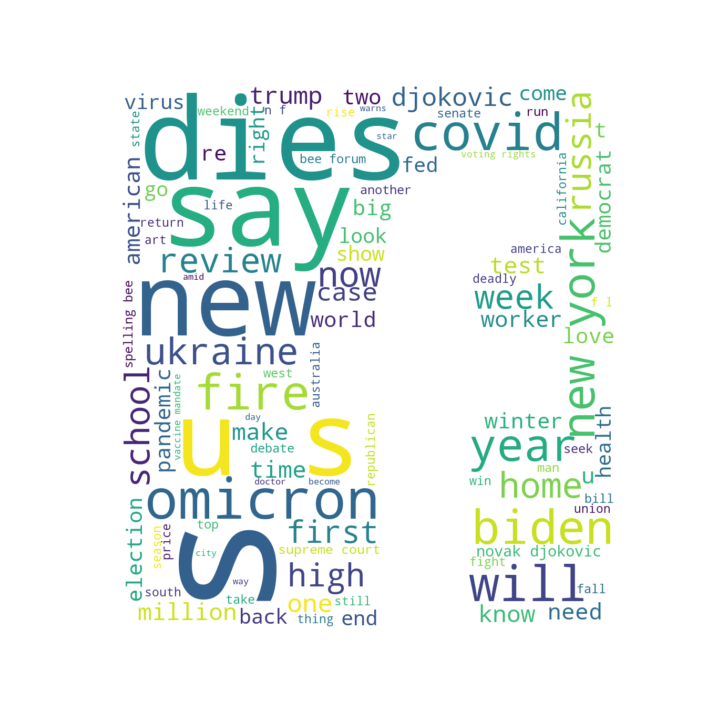 virus
weekend
trump
n f
two
djokovic
come
dies
rise
warns
senate
run
covid
russia
state
re
right
star
bee forum
fed
voting rights
rt
american
go
say
life
another
big
california
democrat
return
art
look
review
show
now
america
test
new york
amid
new
case
deadly
week
f l
spelling bee
world
worker
ukraine
love
school
pandemic
vaccine mandate
west
australia
fire
day
make
u s
republican
debate
time
doctor
become
winter
year
seek
health
man
win
home
u
bill
omicron
union
election
top
first
biden
season
price
city
supreme court
novak djokovic
fight
s
way
high
will
fall
south
take
one
still
million
back
thing
end
know
need